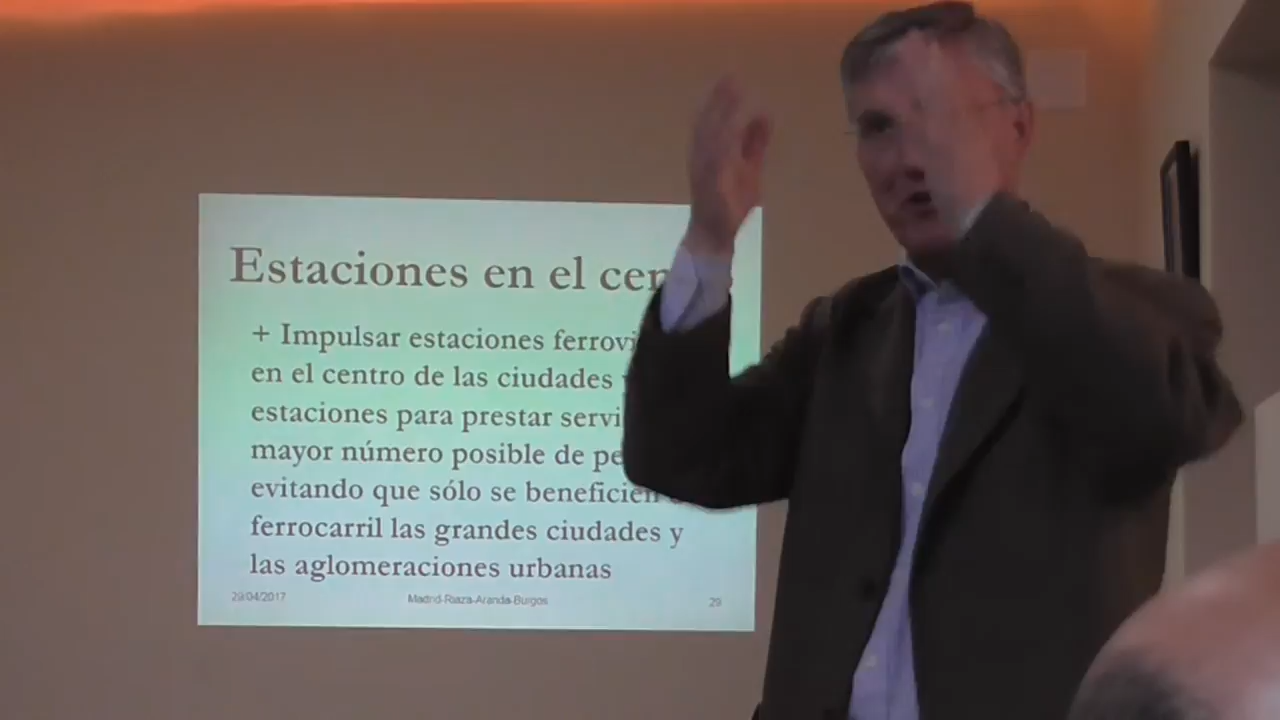 Estaciones en el cen
+ Impulsar estaciones ferrovi
en el centro de las ciudades
estaciones para prestar servi
mayor número posible de pe
evitando que sólo se beneficien
ferrocarril las grandes ciudades y
las aglomeraciones urbanas
29/04/2017 Madrid-Riaza-Aranda-Burgos 29